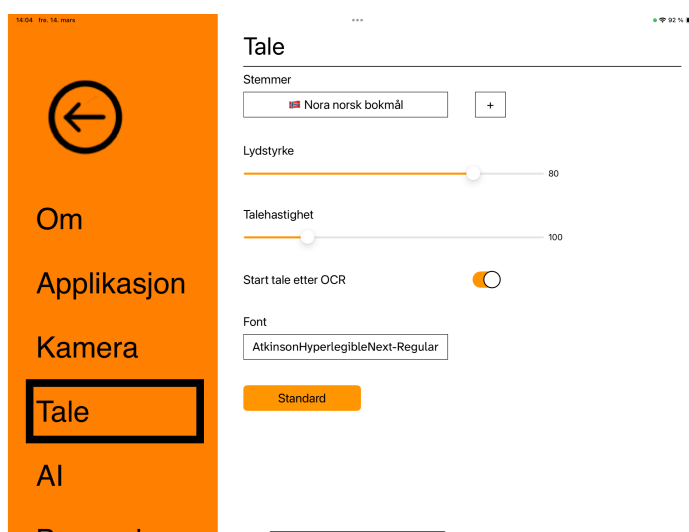 14:04 fre. 14. mars
92 %
Tale
Stemmer
🇳🇴 Nora norsk bokmål
+
Lydstyrke
80
Talehastighet
100
Start tale etter OCR
Font
AtkinsonHyperlegibleNext-Regular
Standard
Om
Applikasjon
Kamera
Tale
AI